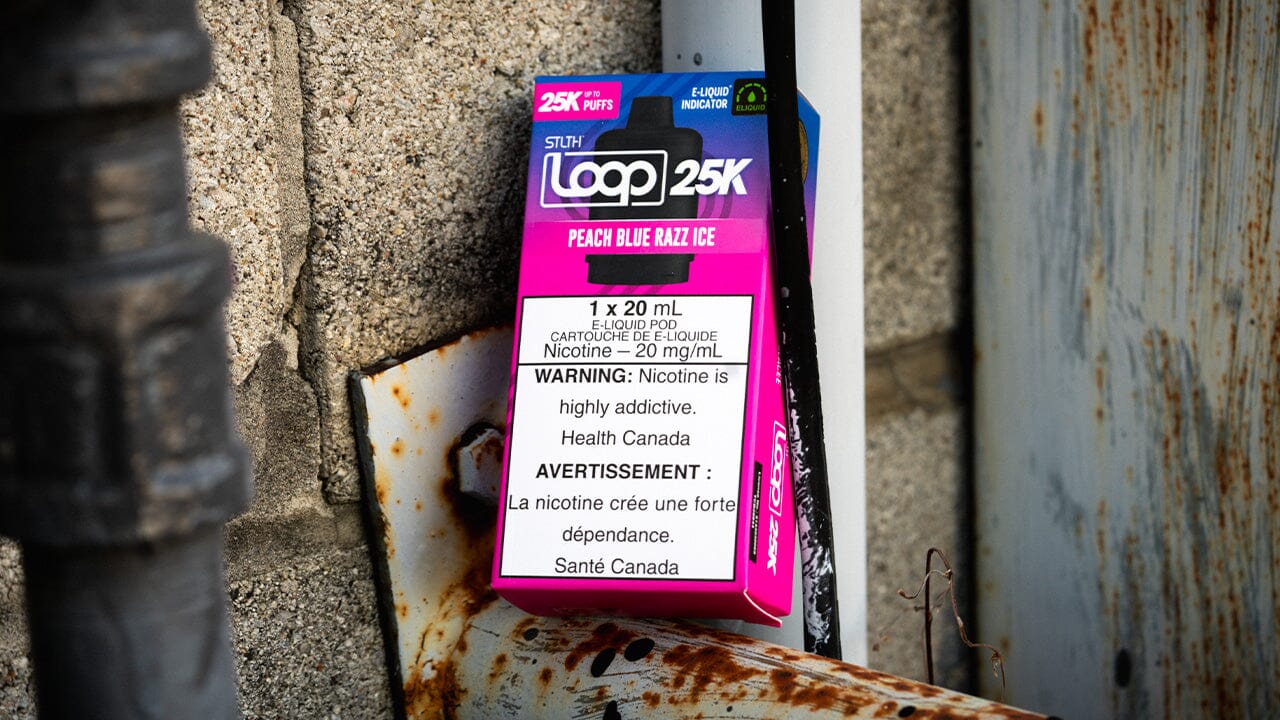 25K UP TO PUFFS
E-LIQUID INDICATOR
ELIQUID
STLTH
LOOP 25K
PEACH BLUE RAZZ ICE
1 x 20 mL
E-LIQUID POD
CARTOUCHE DE E-LIQUIDE
Nicotine – 20 mg/mL
WARNING: Nicotine is
highly addictive.
Health Canada
AVERTISSEMENT :
La nicotine crée une forte
dépendance.
Santé Canada
LOOP 25K